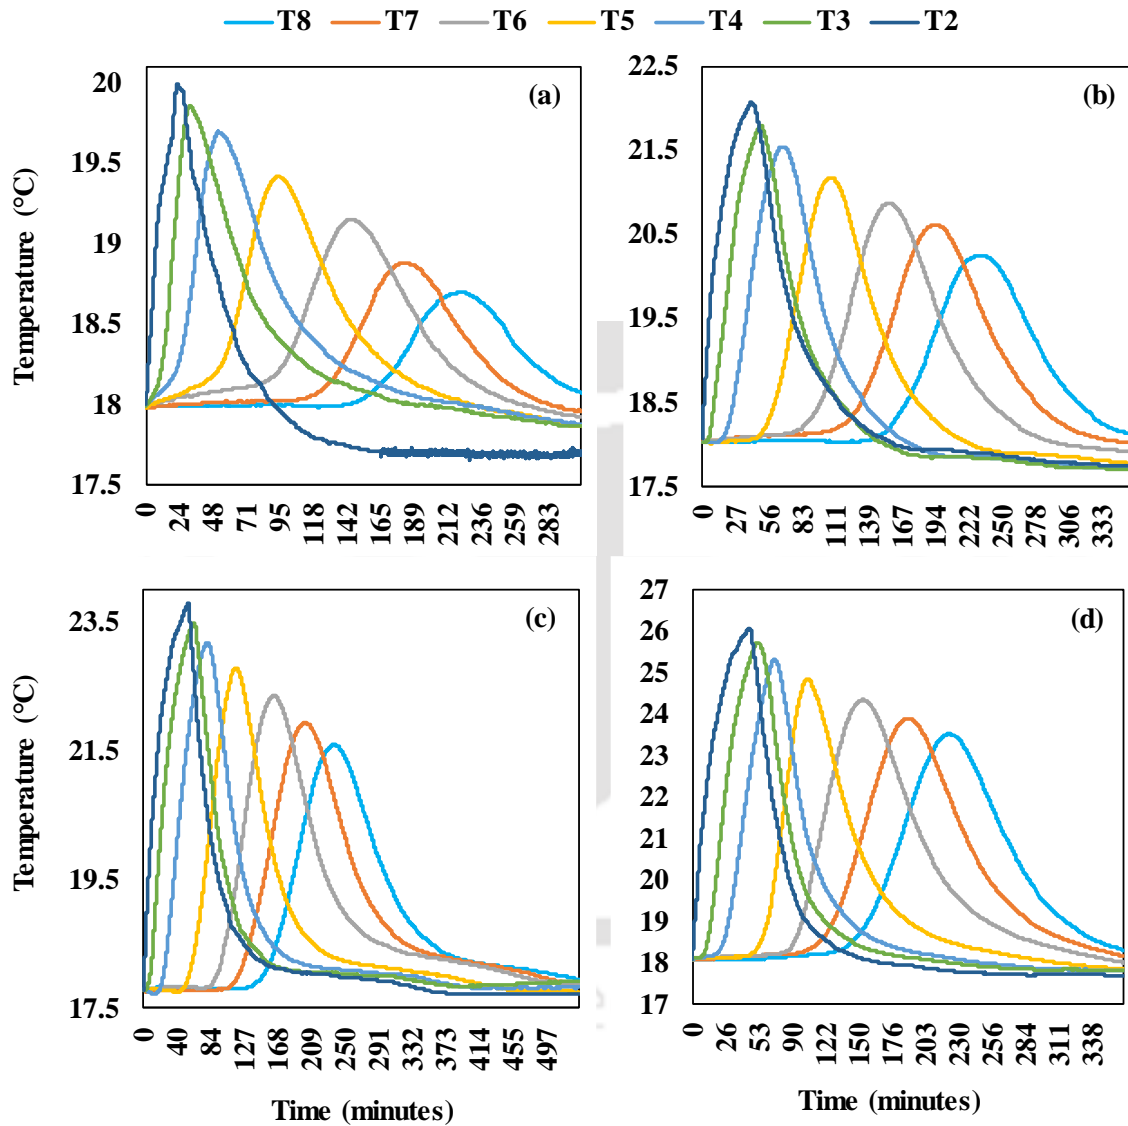 T8 T7 T6 T5 T4 T3 T2
(a)
20
19.5
19
18.5
18
17.5
Temperature (°C)
0 24 48 71 95 118 142 165 189 212 236 259 283
(b)
22.5
21.5
20.5
19.5
18.5
17.5
0 27 56 83 111 139 167 194 222 250 278 306 333
(c)
23.5
21.5
19.5
17.5
Temperature (°C)
0 40 84 127 168 209 250 291 332 373 414 455 497
Time (minutes)
(d)
27
26
25
24
23
22
21
20
19
18
17
0 26 53 90 122 150 176 203 230 256 284 311 338
Time (minutes)